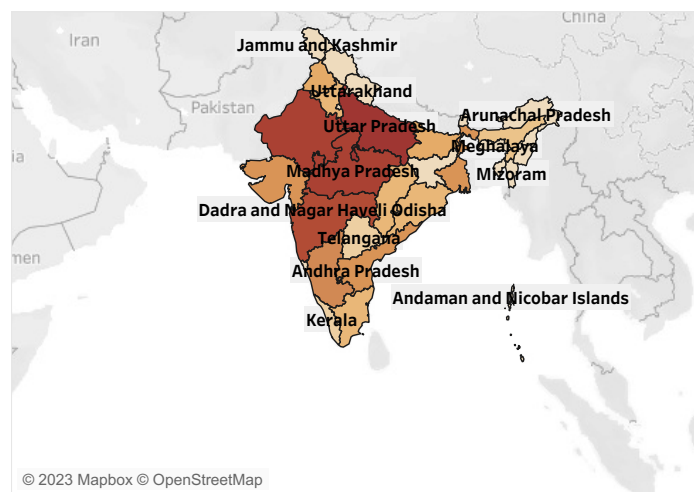 China
Iran
Jammu and Kashmir
Uttarakhand
Pakistan
Arunachal Pradesh
Uttar Pradesh
Meghalaya
Madhya Pradesh
Mizoram
Dadra and Nagar Haveli
Odisha
Telangana
Andhra Pradesh
Andaman and Nicobar Islands
Kerala
© 2023 Mapbox © OpenStreetMap